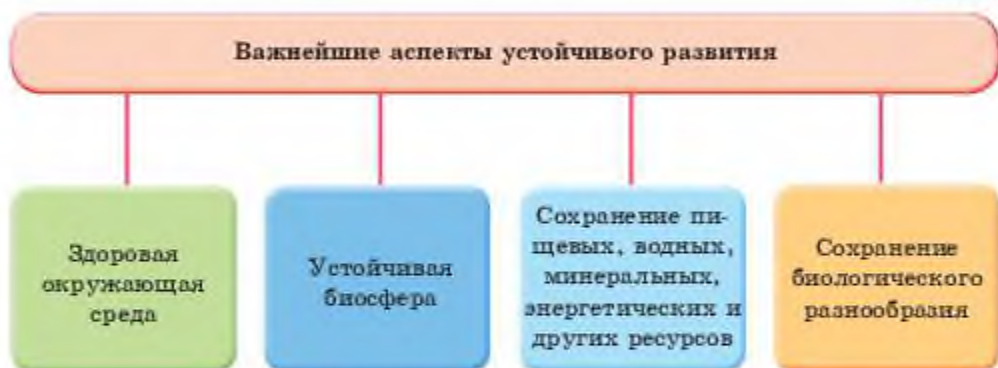 Важнейшие аспекты устойчивого развития
Здоровая
окружающая
среда
Устойчивая
биосфера
Сохранение пи-
щевых, водных,
минеральных,
энергетических и
других ресурсов
Сохранение
биологического
разнообразия